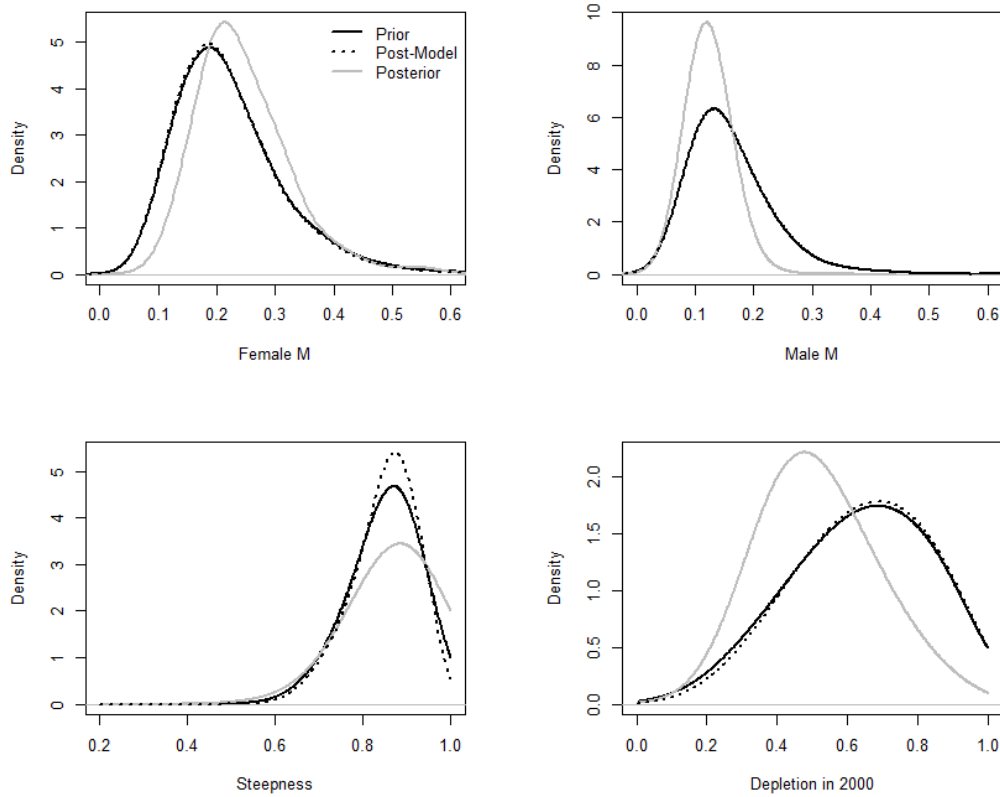 Prior
Post-Model
Posterior
Density
0 1 2 3 4 5
0.0 0.1 0.2 0.3 0.4 0.5 0.6
Female M
Density
0 2 4 6 8 10
0.0 0.1 0.2 0.3 0.4 0.5 0.6
Male M
Density
0 1 2 3 4 5
0.2 0.4 0.6 0.8 1.0
Steepness
Density
0.0 0.5 1.0 1.5 2.0
0.0 0.2 0.4 0.6 0.8 1.0
Depletion in 2000